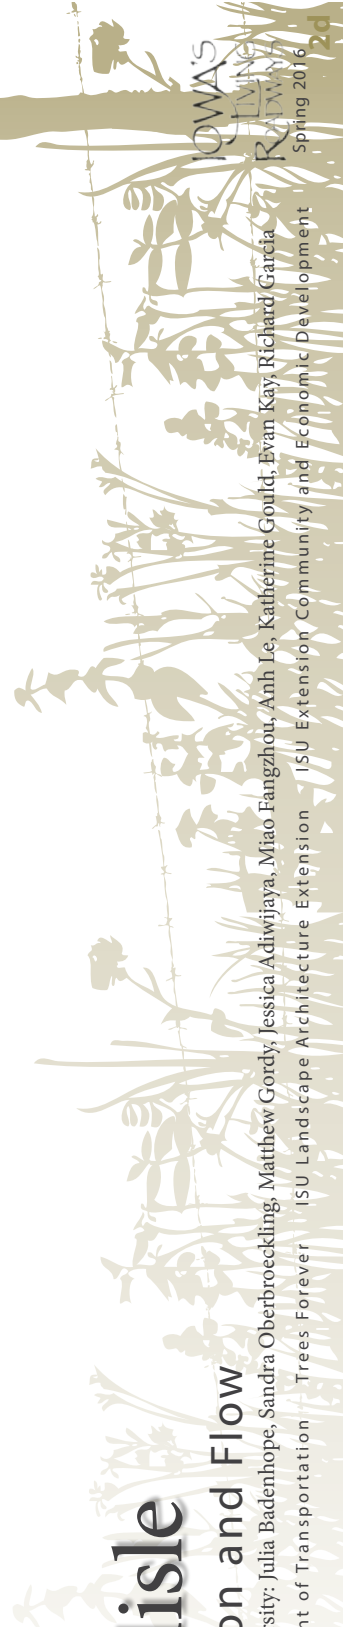 lisle
on and Flow
rsity: Julia Badenhope, Sandra Oberbroeckling, Matthew Gordy, Jessica Adiwijaya, Miao Fangzhou, Anh Le, Katherine Gould, Evan Kay, Richard Garcia
nt of Transportation Trees Forever ISU Landscape Architecture Extension ISU Extension Community and Economic Development
IOWA'S
LIVING
ROADWAYS
Spring 2016
2d